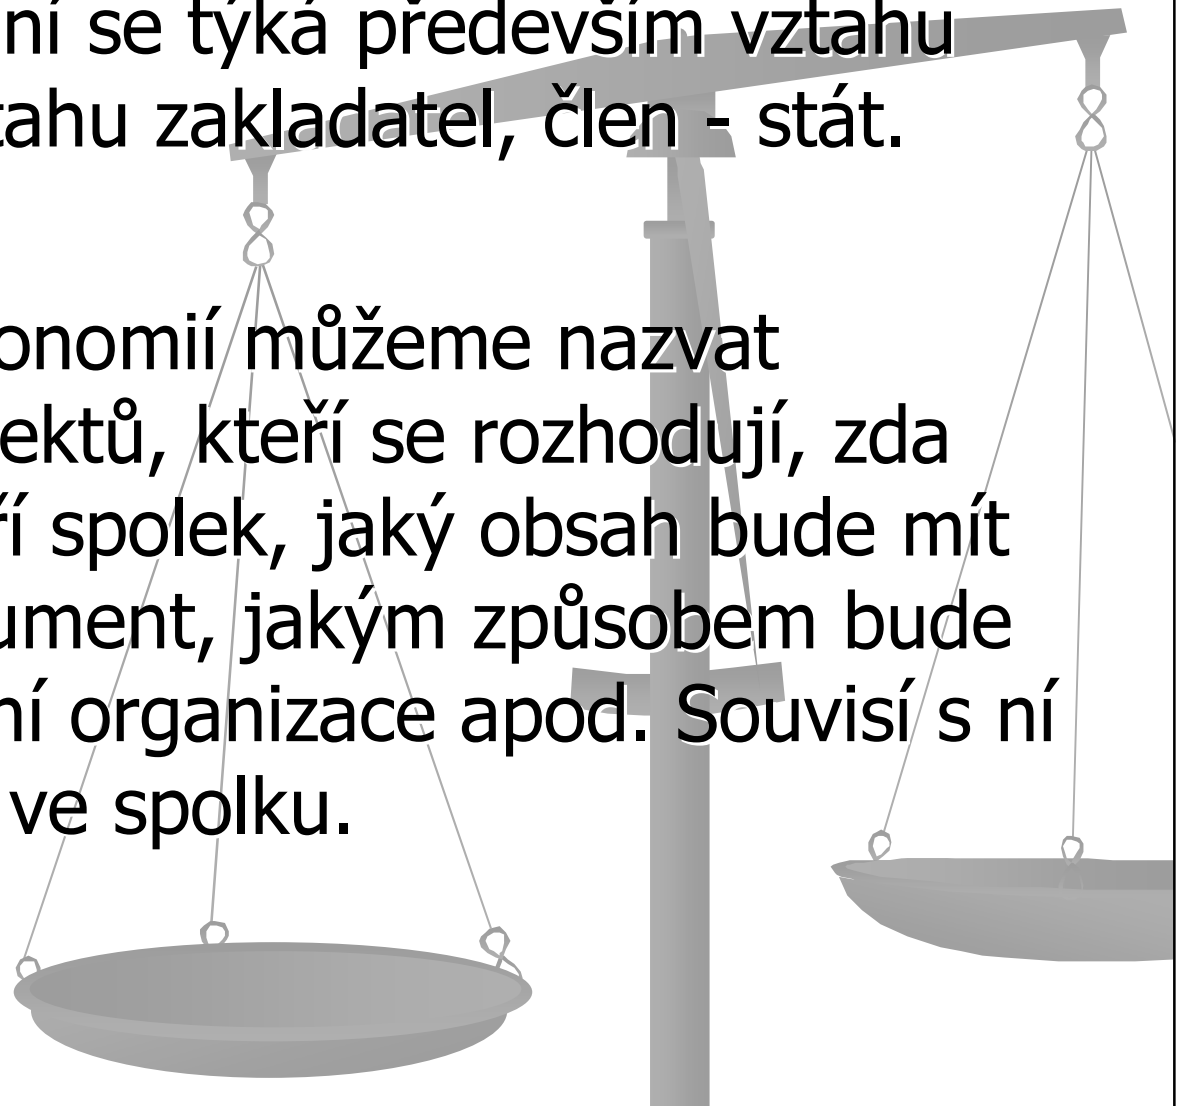 ní se týká především vztahu
tahu zakladatel, člen - stát.
onomií můžeme nazvat
ektů, kteří se rozhodují, zda
ří spolek, jaký obsah bude mít
ument, jakým způsobem bude
ní organizace apod. Souvisí s ní
ve spolku.